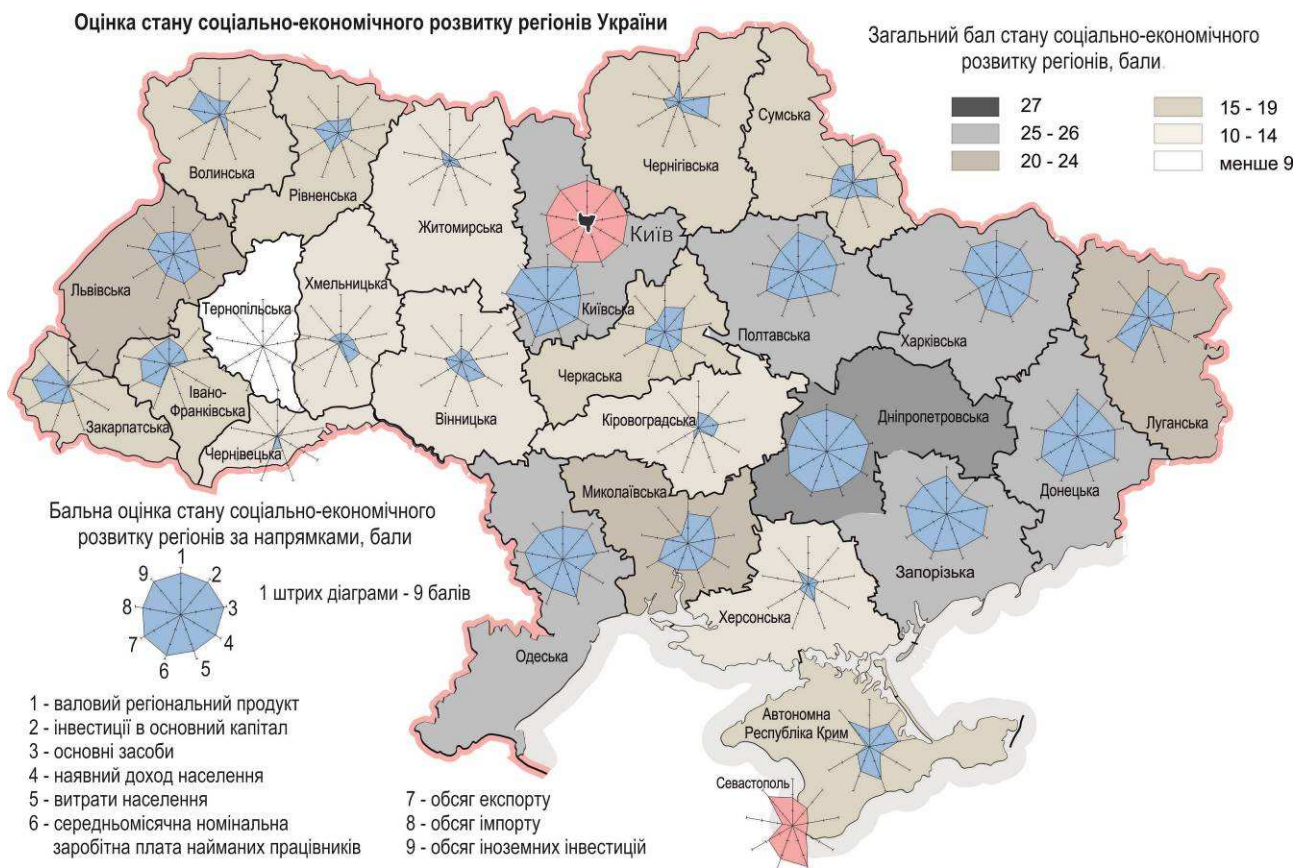 Оцінка стану соціально-економічного розвитку регіонів України
Загальний бал стану соціально-економічного
розвитку регіонів, бали.
27
25 - 26
20 - 24
15 - 19
10 - 14
менше 9
Волинська
Рівненська
Житомирська
Чернігівська
Сумська
Київ
Київська
Львівська
Тернопільська
Хмельницька
Вінницька
Черкаська
Полтавська
Харківська
Луганська
Закарпатська
Івано-
Франківська
Чернівецька
Кіровоградська
Дніпропетровська
Донецька
Миколаївська
Запорізька
Херсонська
Одеська
Автономна
Республіка Крим
Севастополь
Бальна оцінка стану соціально-економічного
розвитку регіонів за напрямками, бали
1
2
3
4
5
6
7
8
9
1 штрих діаграми - 9 балів
1 - валовий регіональний продукт
2 - інвестиції в основний капітал
3 - основні засоби
4 - наявний доход населення
5 - витрати населення
6 - середньомісячна номінальна
заробітна плата найманих працівників
7 - обсяг експорту
8 - обсяг імпорту
9 - обсяг іноземних інвестицій